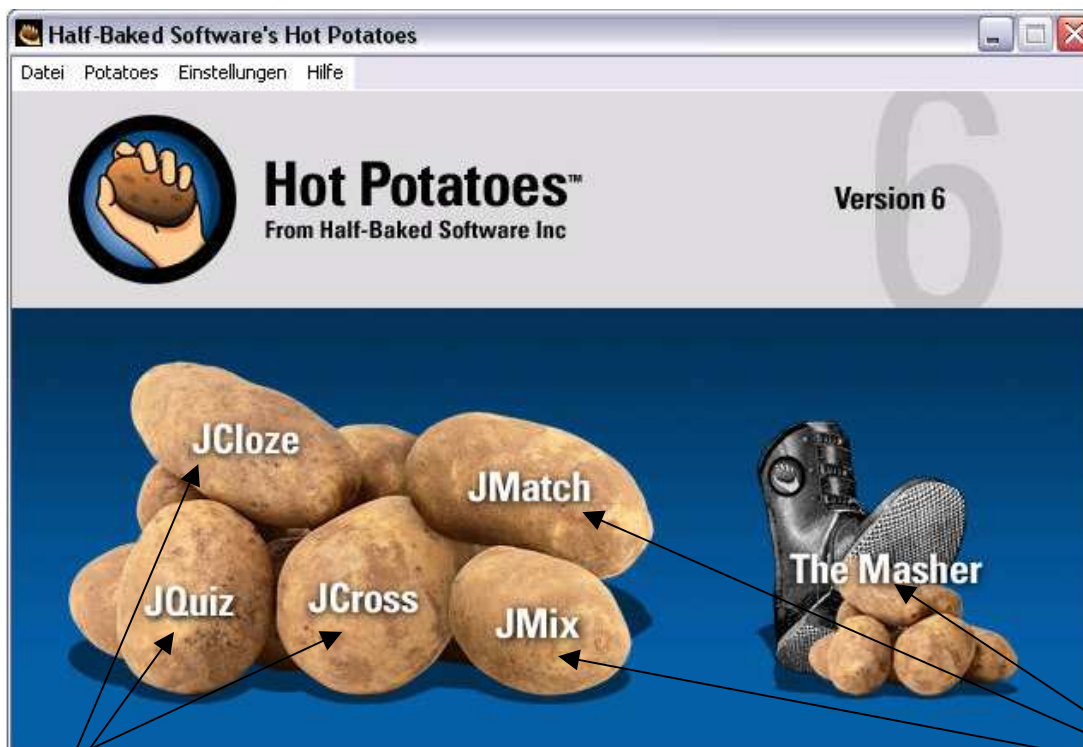 Half-Baked Software's Hot Potatoes
Datei Potatoes Einstellungen Hilfe
Hot Potatoes™
From Half-Baked Software Inc
Version 6
6
JCloze
JMatch
The Masher
JQuiz
JCross
JMix